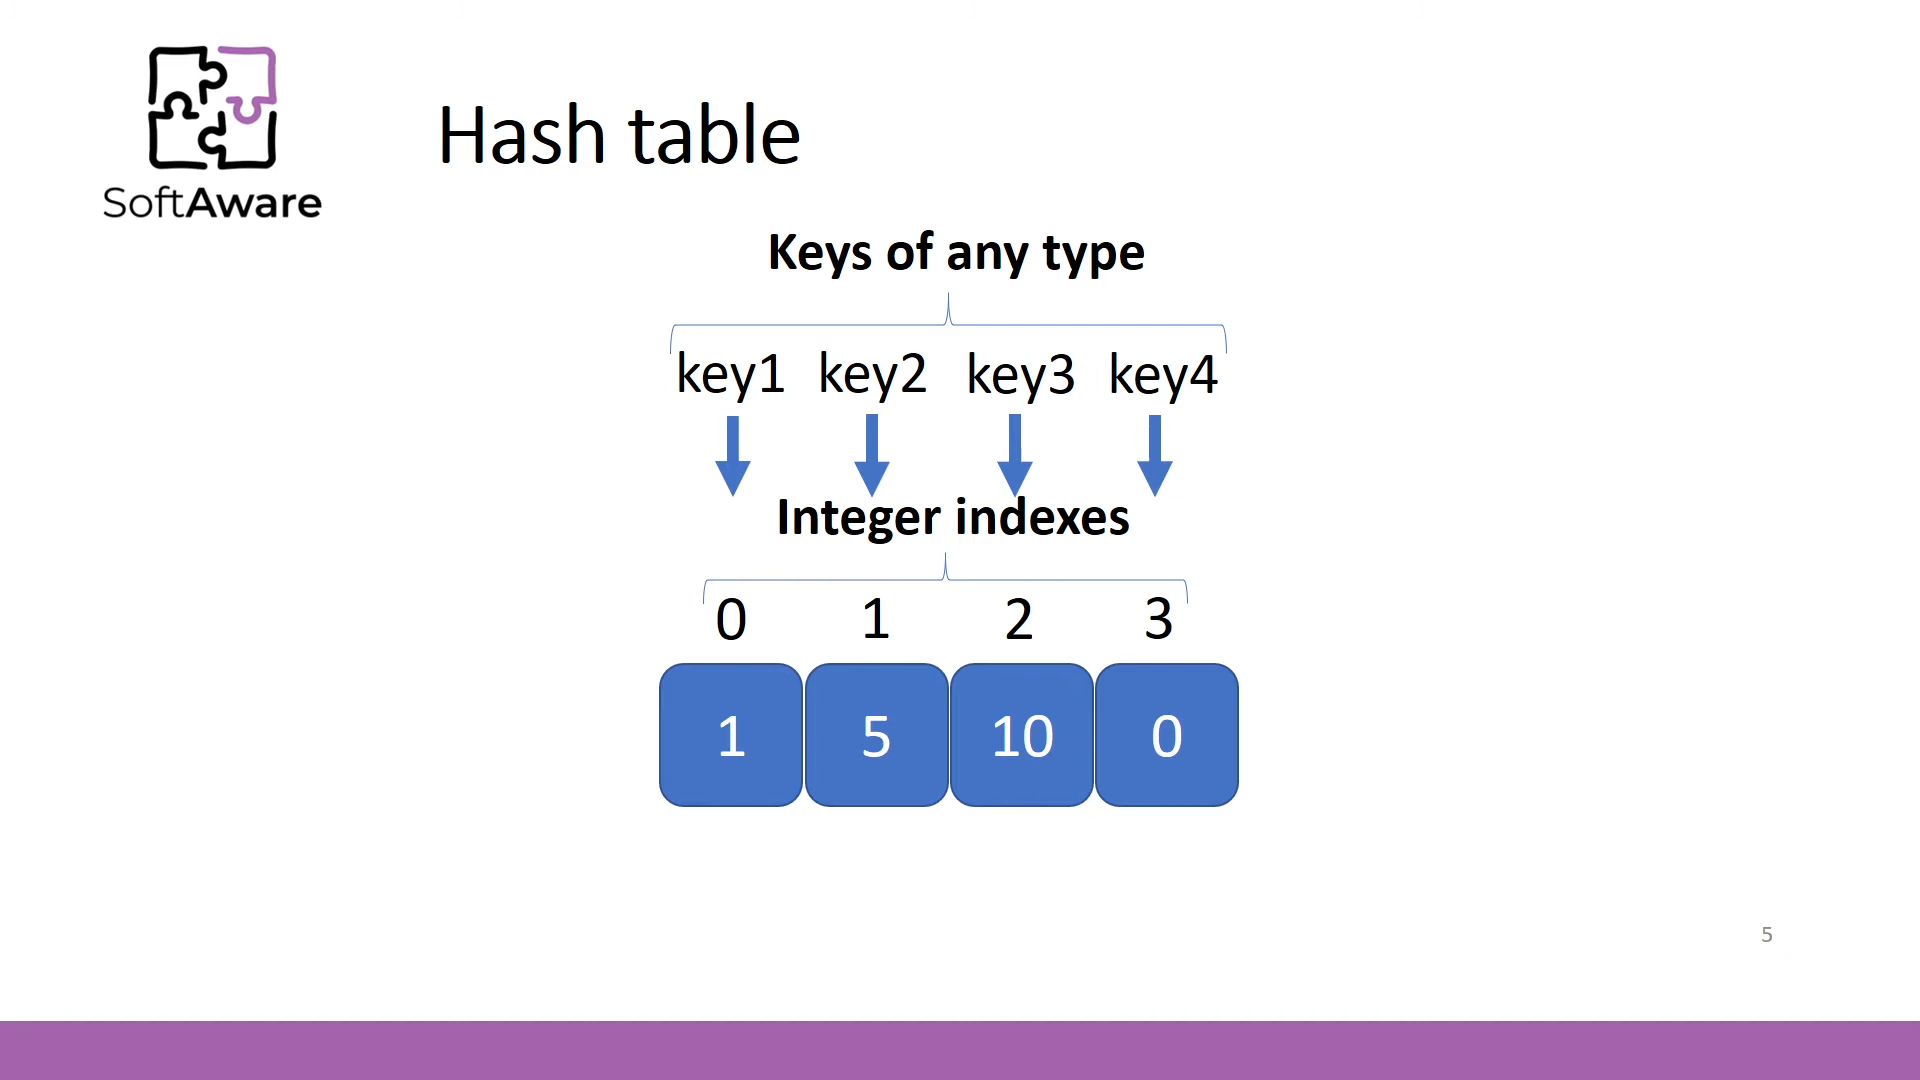 SoftAware
Hash table
Keys of any type
key1 key2 key3 key4
Integer indexes
0 1 2 3
1 5 10 0
5